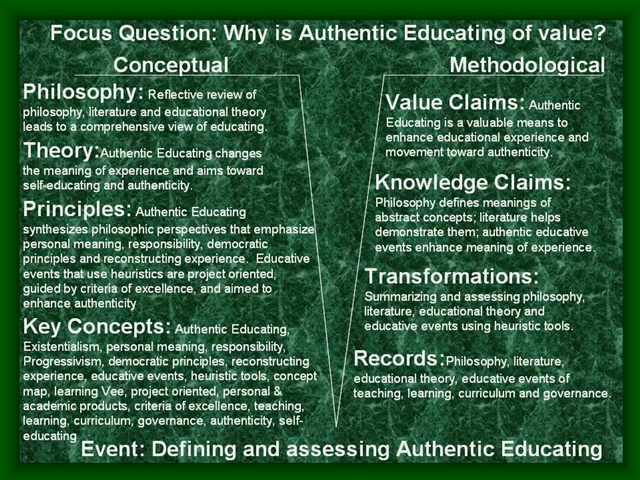 Focus Question: Why is Authentic Educating of value?
Conceptual
Methodological
Philosophy: Reflective review of
philosophy, literature and educational theory
leads to a comprehensive view of educating.
Theory:Authentic Educating changes
the meaning of experience and aims toward
self-educating and authenticity.
Principles: Authentic Educating
synthesizes philosophic perspectives that emphasize
personal meaning, responsibility, democratic
principles and reconstructing experience.  Educative
events that use heuristics are project oriented,
guided by criteria of excellence, and aimed to
enhance authenticity
Key Concepts: Authentic Educating,
Existentialism, personal meaning, responsibility,
Progressivism, democratic principles, reconstructing
experience, educative events, heuristic tools, concept
map, learning Vee, project oriented, personal &
academic products, criteria of excellence, teaching,
learning, curriculum, governance, authenticity, self-
educating
Value Claims: Authentic
Educating is a valuable means to
enhance educational experience and
movement toward authenticity.
Knowledge Claims:
Philosophy defines meanings of
abstract concepts; literature helps
demonstrate them; authentic educative
events enhance meaning of experience.
Transformations:
Summarizing and assessing philosophy,
literature, educational theory and
educative events using heuristic tools.
Records:Philosophy, literature,
educational theory, educative events of
teaching, learning, curriculum and governance.
Event: Defining and assessing Authentic Educating